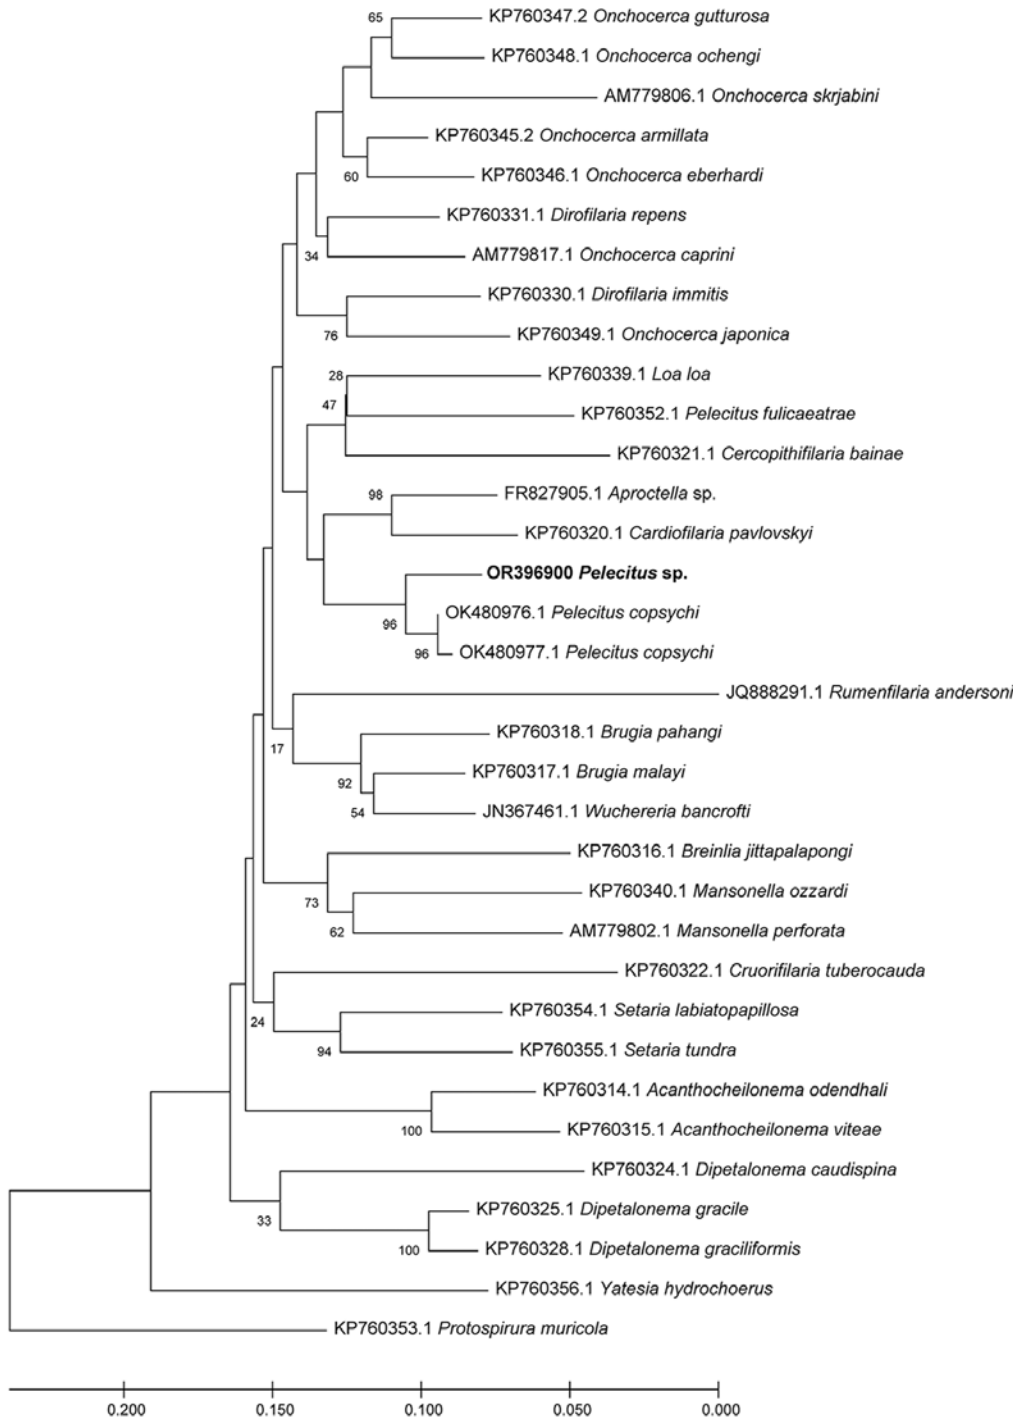 65
KP760347.2 Onchocerca gutturosa
KP760348.1 Onchocerca ochengi
AM779806.1 Onchocerca skrjabini
KP760345.2 Onchocerca armillata
60
KP760346.1 Onchocerca eberhardi
KP760331.1 Dirofilaria repens
34
AM779817.1 Onchocerca caprini
KP760330.1 Dirofilaria immitis
76
KP760349.1 Onchocerca japonica
28
KP760339.1 Loa loa
47
KP760352.1 Pelecitus fulicaeatrae
KP760321.1 Cercopithifilaria bainae
98
FR827905.1 Aproctella sp.
KP760320.1 Cardiofilaria pavlovskyi
OR396900 Pelecitus sp.
96
OK480976.1 Pelecitus copsychi
96
OK480977.1 Pelecitus copsychi
JQ888291.1 Rumenfilaria andersoni
17
KP760318.1 Brugia pahangi
92
KP760317.1 Brugia malayi
54
JN367461.1 Wuchereria bancrofti
KP760316.1 Breinlia jittapalapongi
73
KP760340.1 Mansonella ozzardi
62
AM779802.1 Mansonella perforata
KP760322.1 Cruorifilaria tuberocauda
24
KP760354.1 Setaria labiatopapillosa
94
KP760355.1 Setaria tundra
KP760314.1 Acanthocheilonema odendhali
100
KP760315.1 Acanthocheilonema viteae
KP760324.1 Dipetalonema caudispina
33
KP760325.1 Dipetalonema gracile
100
KP760328.1 Dipetalonema graciliformis
KP760356.1 Yatesia hydrochoerus
KP760353.1 Protospirura muricola
0.200 0.150 0.100 0.050 0.000